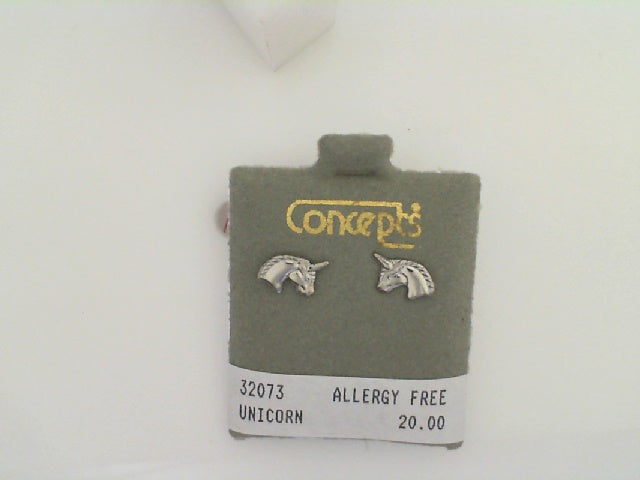 Concepts
32073 ALLERGY FREE
UNICORN 20.00